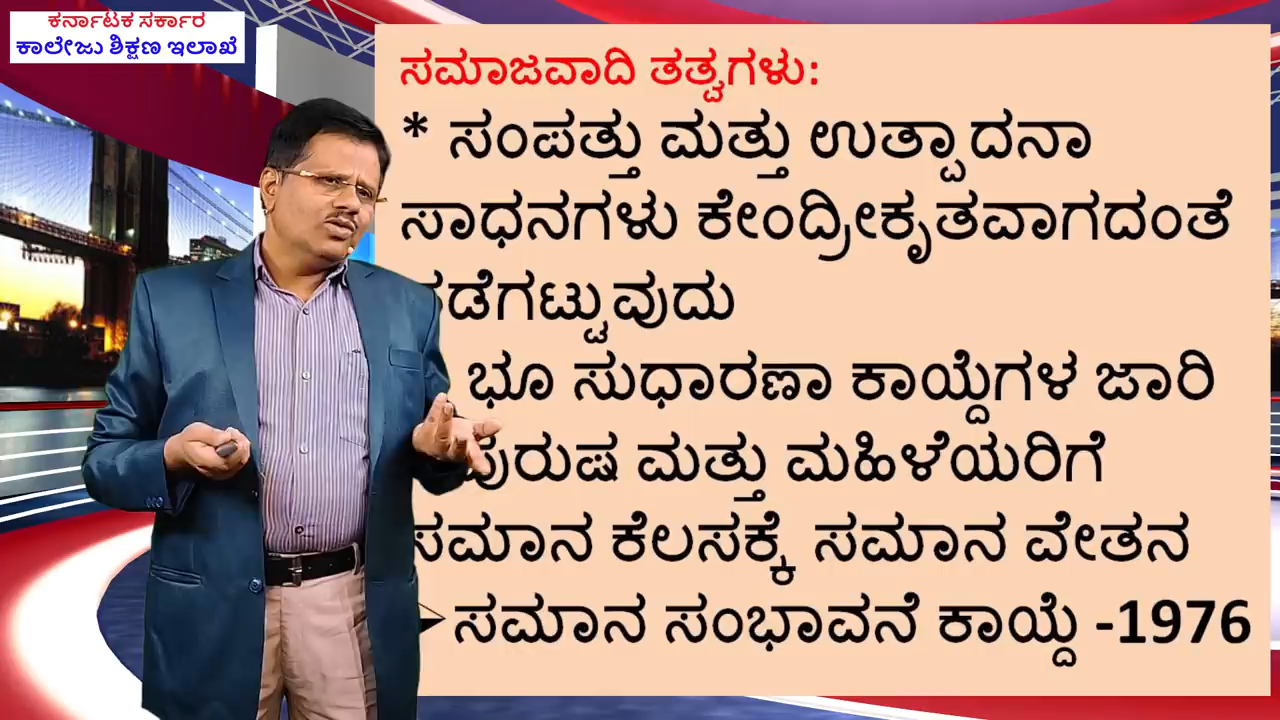 ಕರ್ನಾಟಕ ಸರ್ಕಾರ
ಕಾಲೇಜು ಶಿಕ್ಷಣ ಇಲಾಖೆ
ಸಮಾಜವಾದಿ ತತ್ವಗಳು:
* ಸಂಪತ್ತು ಮತ್ತು ಉತ್ಪಾದನಾ
ಸಾಧನಗಳು ಕೇಂದ್ರೀಕೃತವಾಗದಂತೆ
ತಡೆಗಟ್ಟುವುದು
ಭೂ ಸುಧಾರಣಾ ಕಾಯ್ದೆಗಳ ಜಾರಿ
ಪುರುಷ ಮತ್ತು ಮಹಿಳೆಯರಿಗೆ
ಸಮಾನ ಕೆಲಸಕ್ಕೆ ಸಮಾನ ವೇತನ
➢ಸಮಾನ ಸಂಭಾವನೆ ಕಾಯ್ದೆ -1976